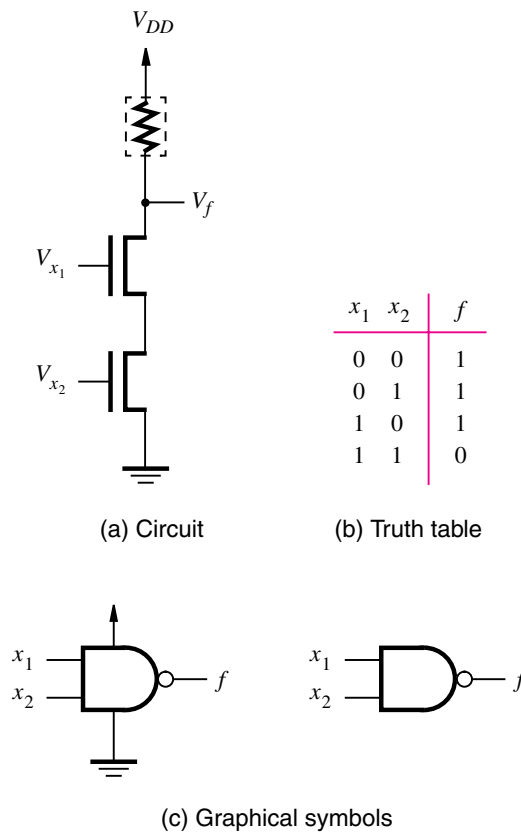 V_DD
V_f
V_x1
V_x2
x1 x2 f
0 0 1
0 1 1
1 0 1
1 1 0
(a) Circuit
(b) Truth table
x1
x2
f
x1
x2
f
(c) Graphical symbols